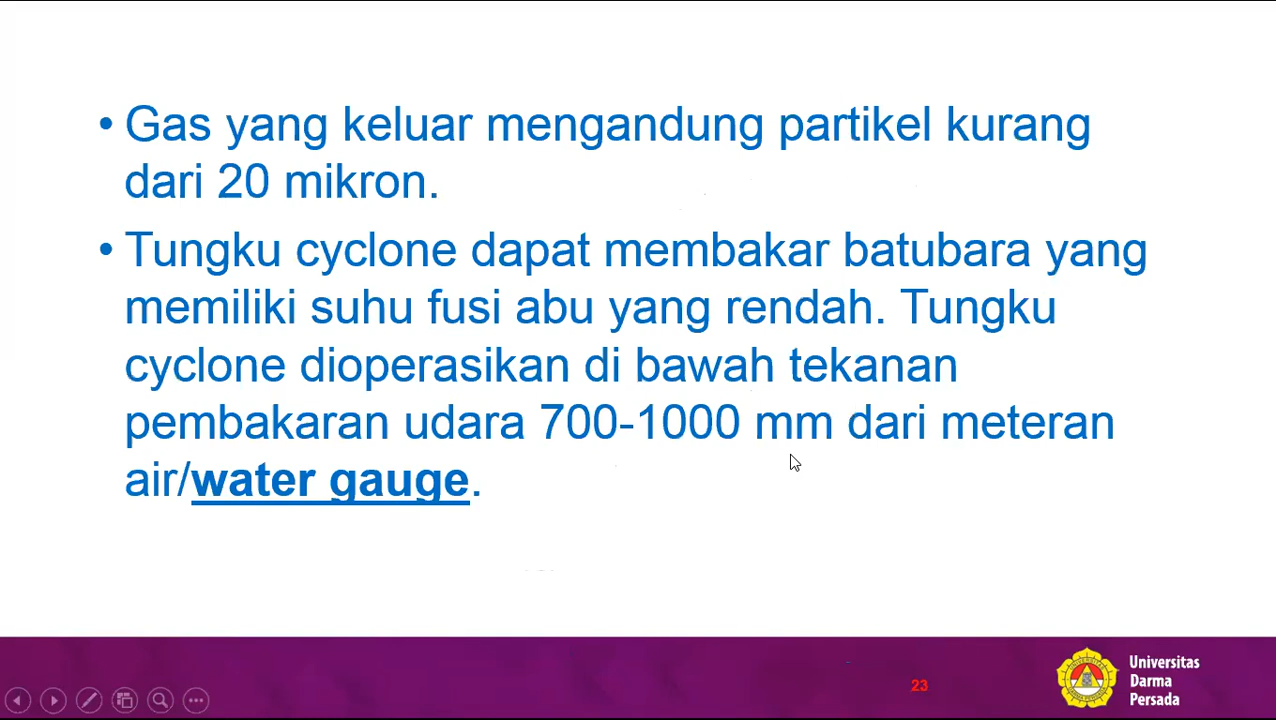 • Gas yang keluar mengandung partikel kurang
dari 20 mikron.
• Tungku cyclone dapat membakar batubara yang
memiliki suhu fusi abu yang rendah. Tungku
cyclone dioperasikan di bawah tekanan
pembakaran udara 700-1000 mm dari meteran
air/water gauge.
23
Universitas
Darma
Persada